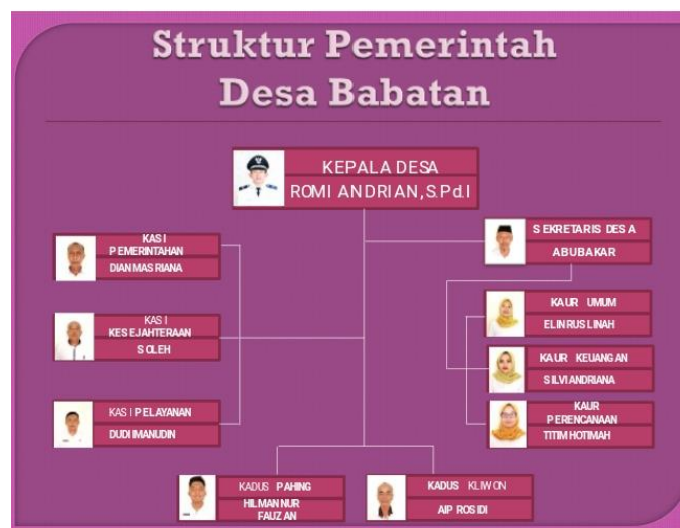 Struktur Pemerintah
Desa Babatan
KEPALA DESA
ROMI ANDRIAN,S.Pd.I
KASI
PEMERINTAHAN
DIAN MASRIANA
SEKRETARIS DESA
ABUBAKAR
KASI
KESEJAHTERAAN
SOLEH
KAUR UMUM
ELIN RUSLINAH
KAUR KEUANGAN
SILVI ANDRIANA
KASI PELAYANAN
DUDI IMANUDIN
KAUR
PERENCANAAN
TITIM HOTIMAH
KADUS PAHING
HILMAN NUR
FAUZAN
KADUS KLIWON
AIP ROSIDI